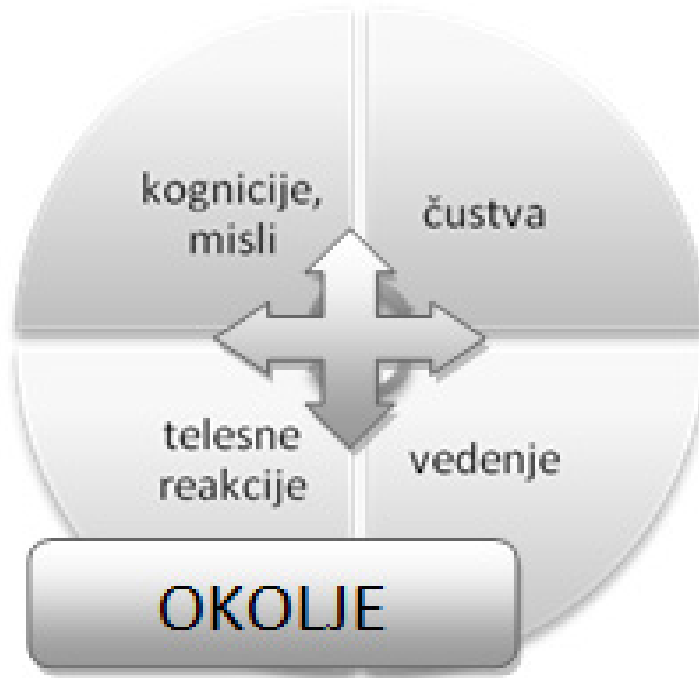 kognicije,
misli
čustva
telesne
reakcije
vedenje
OKOLJE